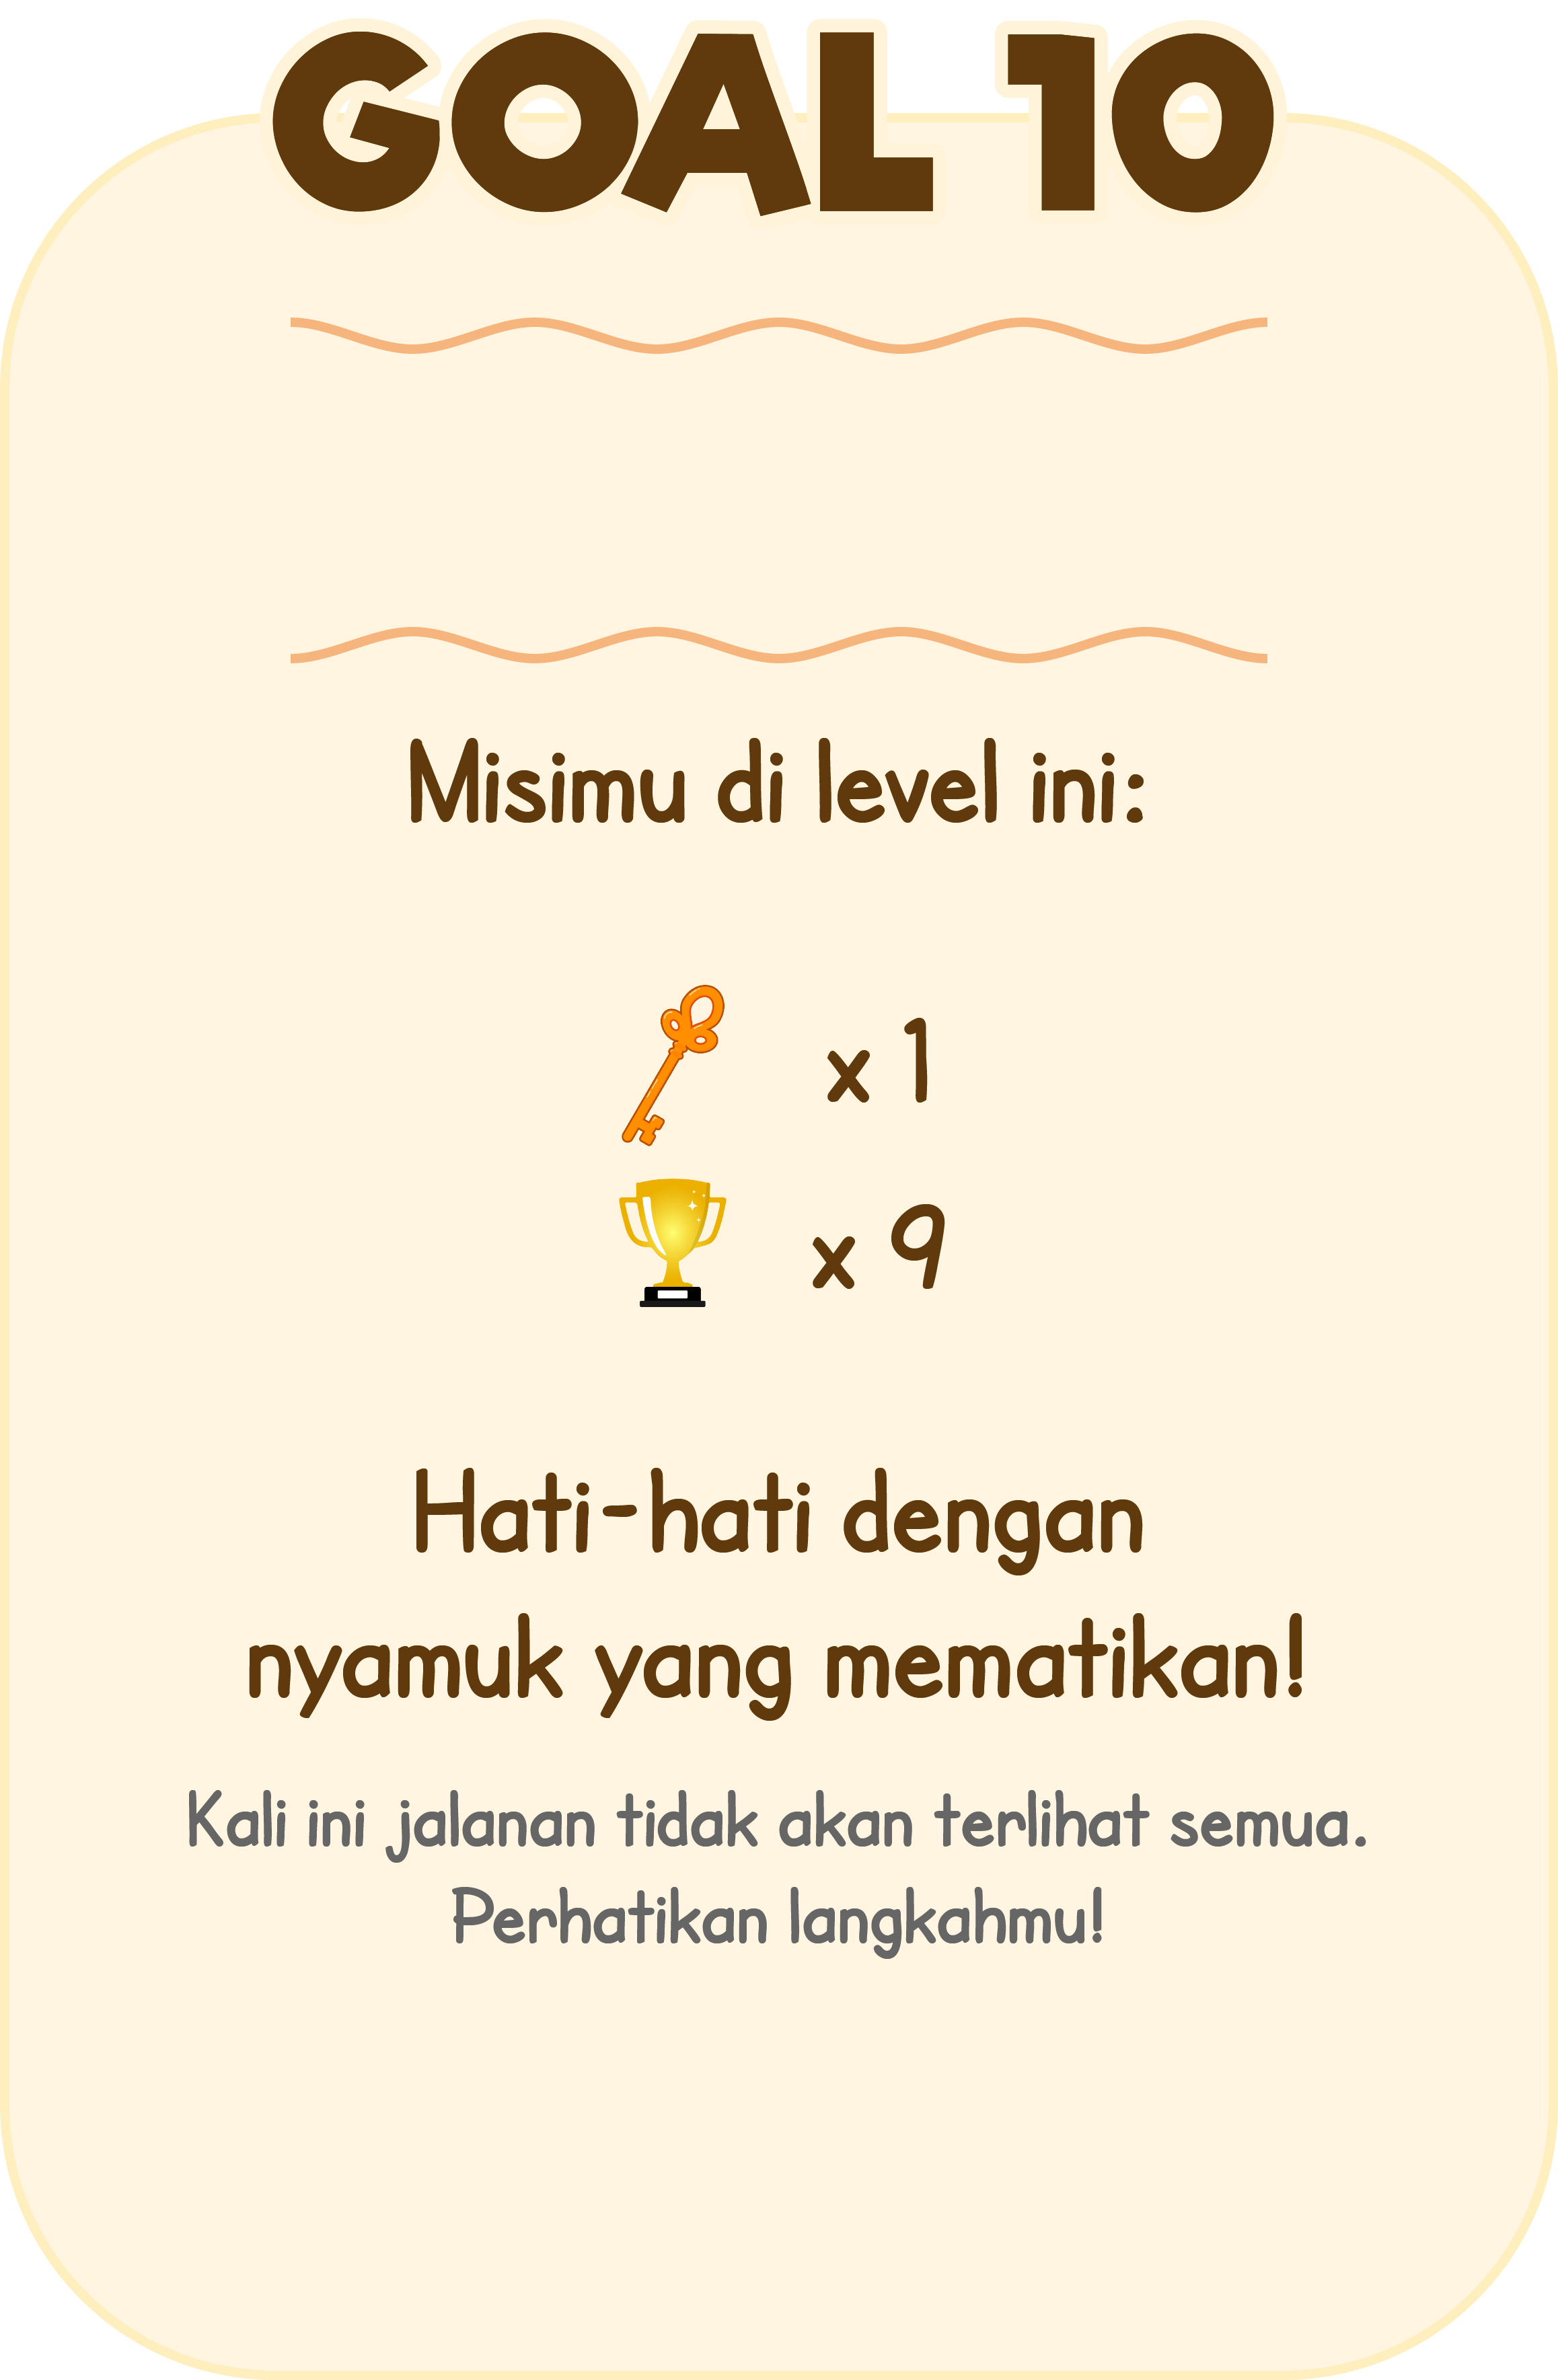 GOAL 10
Misimu di level ini:
x 1
x 9
Hati-hati dengan
nyamuk yang mematikan!
Kali ini jalanan tidak akan terlihat semua.
Perhatikan langkahmu!